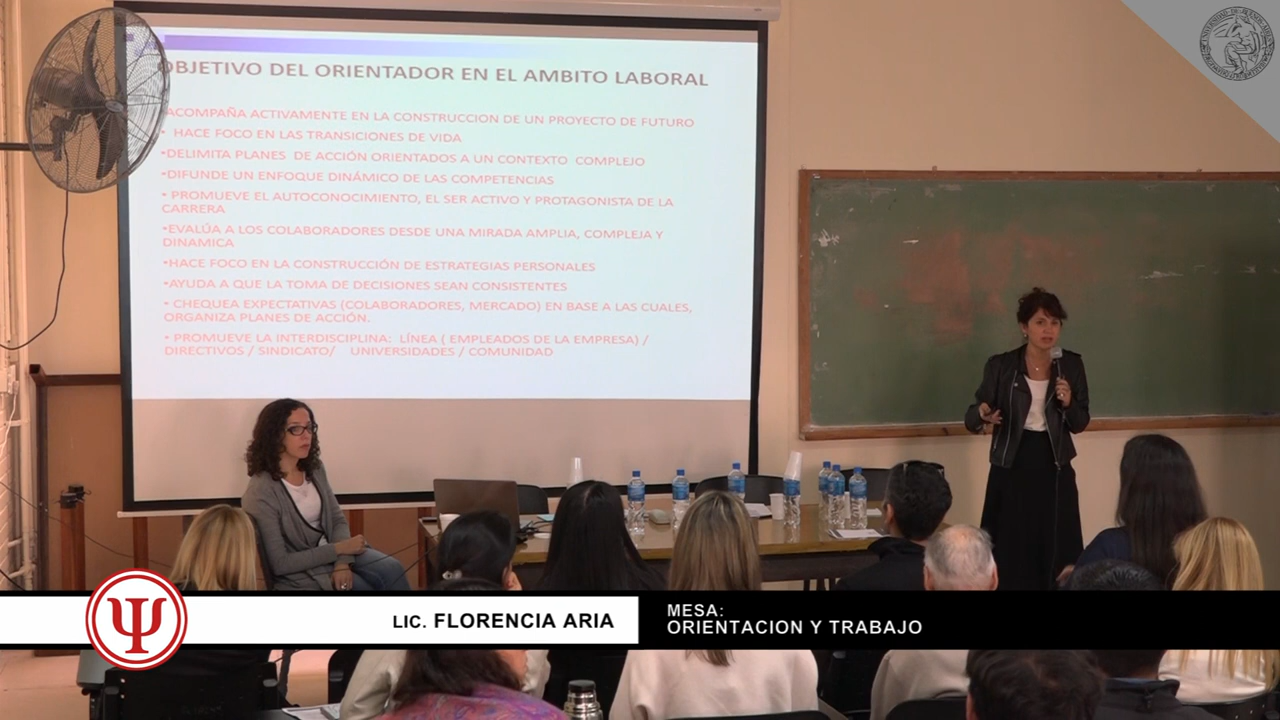 OBJETIVO DEL ORIENTADOR EN EL AMBITO LABORAL
ACOMPAÑA ACTIVAMENTE EN LA CONSTRUCCION DE UN PROYECTO DE FUTURO
• HACE FOCO EN LAS TRANSICIONES DE VIDA
•DELIMITA PLANES DE ACCIÓN ORIENTADOS A UN CONTEXTO COMPLEJO
•DIFUNDE UN ENFOQUE DINÁMICO DE LAS COMPETENCIAS
• PROMUEVE EL AUTOCONOCIMIENTO, EL SER ACTIVO Y PROTAGONISTA DE LA
CARRERA
•EVALÚA A LOS COLABORADORES DESDE UNA MIRADA AMPLIA, COMPLEJA Y
DINAMICA
•HACE FOCO EN LA CONSTRUCCIÓN DE ESTRATEGIAS PERSONALES
•AYUDA A QUE LA TOMA DE DECISIONES SEAN CONSISTENTES
• CHEQUEA EXPECTATIVAS (COLABORADORES, MERCADO) EN BASE A LAS CUALES,
ORGANIZA PLANES DE ACCIÓN.
• PROMUEVE LA INTERDISCIPLINA: LÍNEA ( EMPLEADOS DE LA EMPRESA) /
DIRECTIVOS / SINDICATO/ UNIVERSIDADES / COMUNIDAD
Ψ
LIC. FLORENCIA ARIA
MESA:
ORIENTACION Y TRABAJO